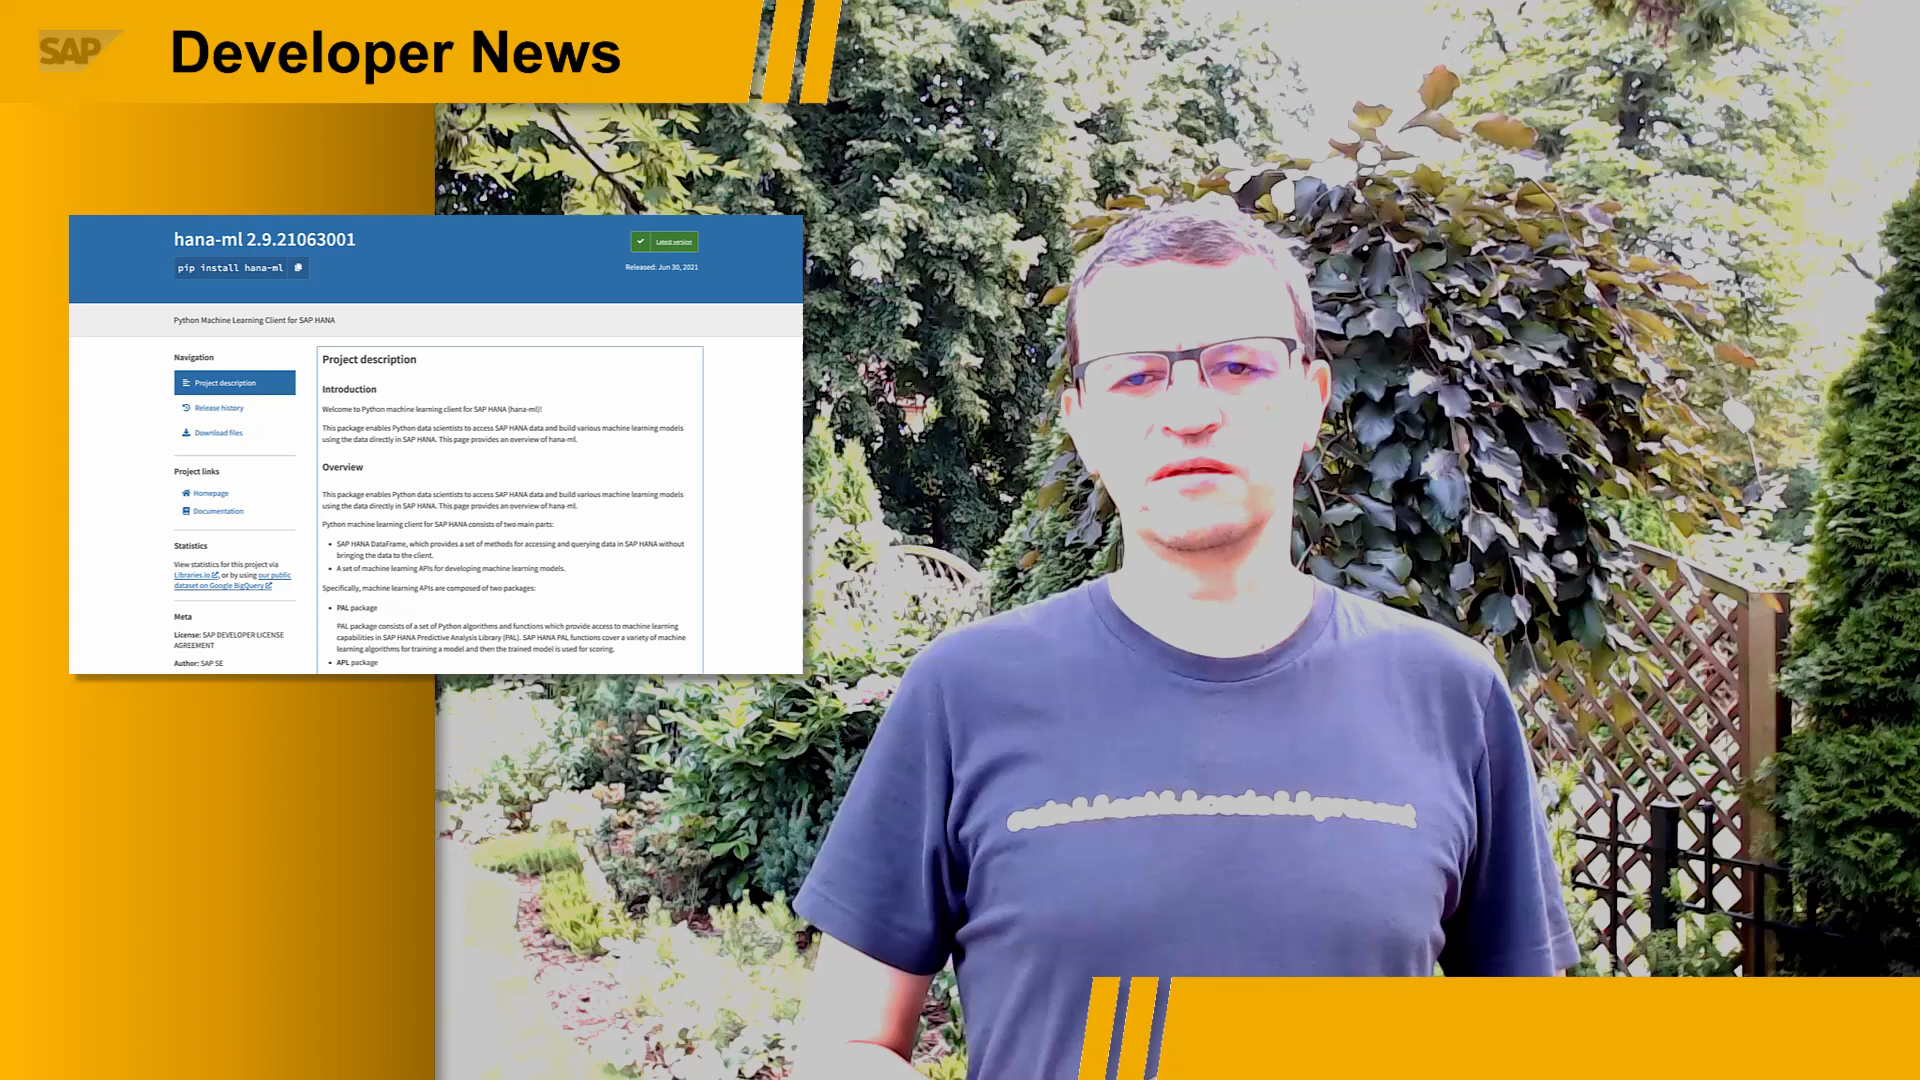 SAP
Developer News
hana-ml 2.9.21063001
pip install hana-ml
Latest version
Released: Jun 30, 2021
Python Machine Learning Client for SAP HANA
Navigation
Project description
Release history
Download files
Project links
Homepage
Documentation
Statistics
View statistics for this project via
Libraries.io, or by using our public
dataset on Google BigQuery
Meta
License: SAP DEVELOPER LICENSE
AGREEMENT
Author: SAP SE
Project description
Introduction
Welcome to Python machine learning client for SAP HANA (hana-ml)!
This package enables Python data scientists to access SAP HANA data and build various machine learning models
using the data directly in SAP HANA. This page provides an overview of hana-ml.
Overview
This package enables Python data scientists to access SAP HANA data and build various machine learning models
using the data directly in SAP HANA. This page provides an overview of hana-ml.
Python machine learning client for SAP HANA consists of two main parts:
• SAP HANA DataFrame, which provides a set of methods for accessing and querying data in SAP HANA without
bringing the data to the client.
• A set of machine learning APIs for developing machine learning models.
Specifically, machine learning APIs are composed of two packages:
• PAL package
PAL package consists of a set of Python algorithms and functions which provide access to machine learning
capabilities in SAP HANA Predictive Analysis Library (PAL). SAP HANA PAL functions cover a variety of machine
learning algorithms for training a model and then the trained model is used for scoring.
• APL package